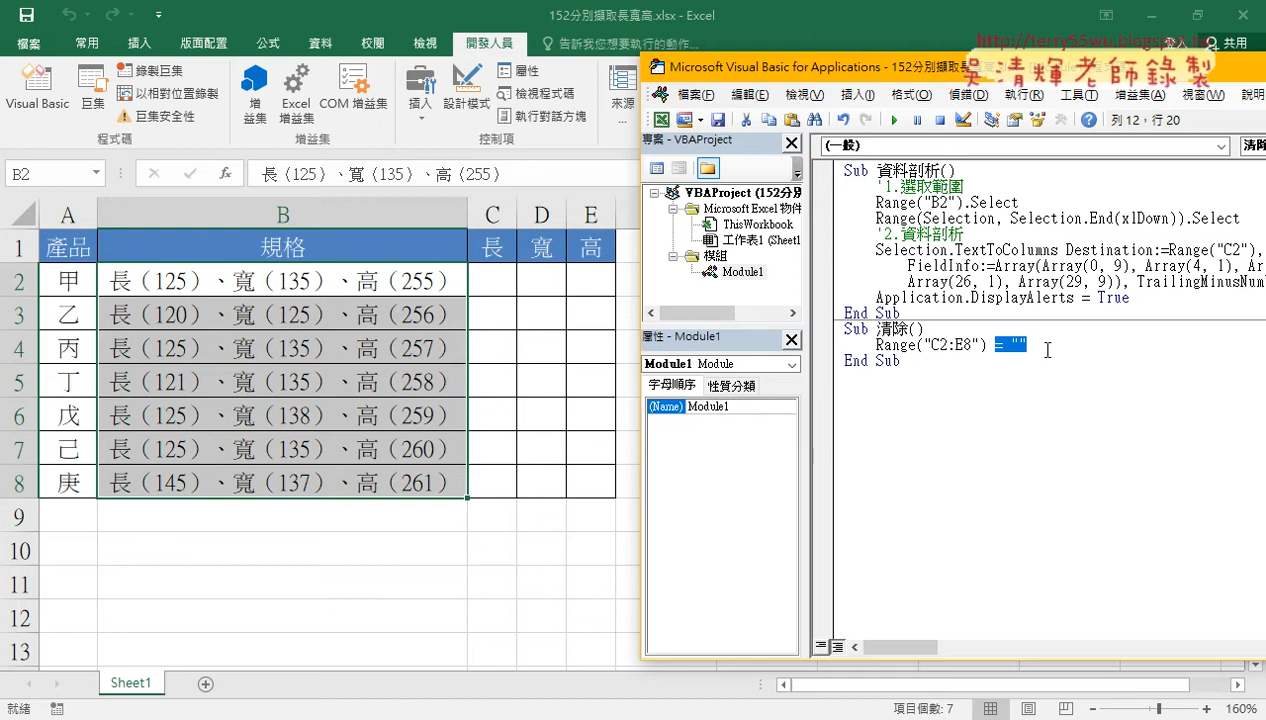 152分別擷取長寬高.xlsx - Excel
檔案 常用 插入 版面配置 公式 資料 校閱 檢視 開發人員 告訴我您想要執行的動作... 登入 共用
http://terry55wu.blogspot.tw
吳清輝老師錄製
Visual Basic 巨集 錄製巨集 以相對位置錄製 巨集安全性
增益集 Excel 增益集 COM 增益集
插入 設計模式 屬性 檢視程式碼 執行對話方塊
來源
程式碼 增益集 控制項
B2 fx 長（125）、寬（135）、高（255）
A B C D E
1 產品 規格 長 寬 高
2 甲 長（125）、寬（135）、高（255）
3 乙 長（120）、寬（125）、高（256）
4 丙 長（125）、寬（135）、高（257）
5 丁 長（121）、寬（135）、高（258）
6 戊 長（125）、寬（138）、高（259）
7 己 長（125）、寬（135）、高（260）
8 庚 長（145）、寬（137）、高（261）
9
10
11
12
13
Sheet1
就緒 項目個數: 7 160%
Microsoft Visual Basic for Applications - 152分別擷取長寬高
檔案(F) 編輯(E) 檢視(V) 插入(I) 格式(O) 偵錯(D) 執行(R) 工具(T) 增益集(A) 視窗(W) 說明
列 12，行 20
專案 - VBAProject
VBAProject (152分別
Microsoft Excel 物件
ThisWorkbook
工作表1 (Sheet1
模組
Module1
屬性 - Module1
Module1 Module
字母順序 性質分類
(Name) Module1
(一般) 清除
Sub 資料剖析()
'1.選取範圍
Range("B2").Select
Range(Selection, Selection.End(xlDown)).Select
'2.資料剖析
Selection.TextToColumns Destination:=Range("C2"),
FieldInfo:=Array(Array(0, 9), Array(4, 1), Ar
Array(26, 1), Array(29, 9)), TrailingMinusNum
Application.DisplayAlerts = True
End Sub
Sub 清除()
Range("C2:E8") = ""
End Sub